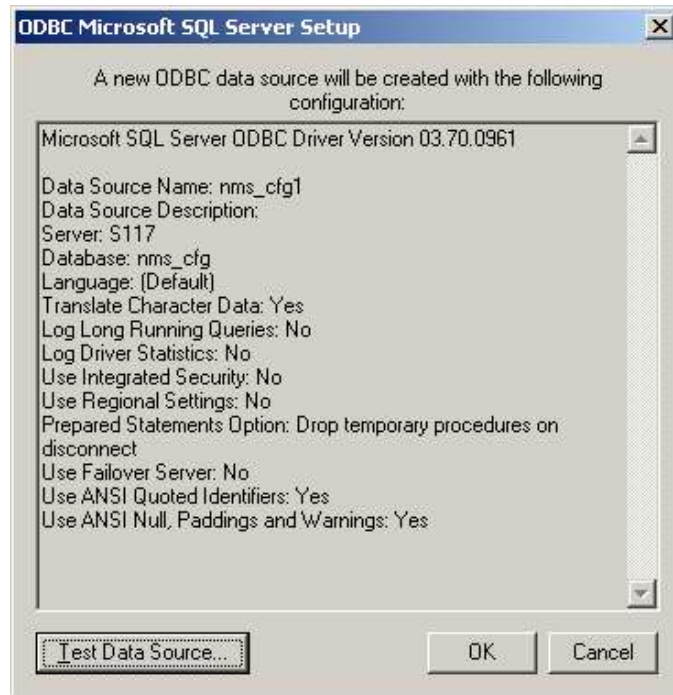 ODBC Microsoft SQL Server Setup
A new ODBC data source will be created with the following
configuration:
Microsoft SQL Server ODBC Driver Version 03.70.0961
Data Source Name: nms_cfg1
Data Source Description:
Server: S117
Database: nms_cfg
Language: (Default)
Translate Character Data: Yes
Log Long Running Queries: No
Log Driver Statistics: No
Use Integrated Security: No
Use Regional Settings: No
Prepared Statements Option: Drop temporary procedures on
disconnect
Use Failover Server: No
Use ANSI Quoted Identifiers: Yes
Use ANSI Null, Paddings and Warnings: Yes
Test Data Source... OK Cancel